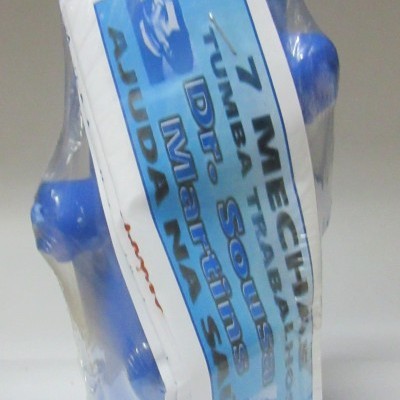 7 MECHAS
TUMBA TRABALHO
Dr. Sousa
Martins
AJUDA NA SA